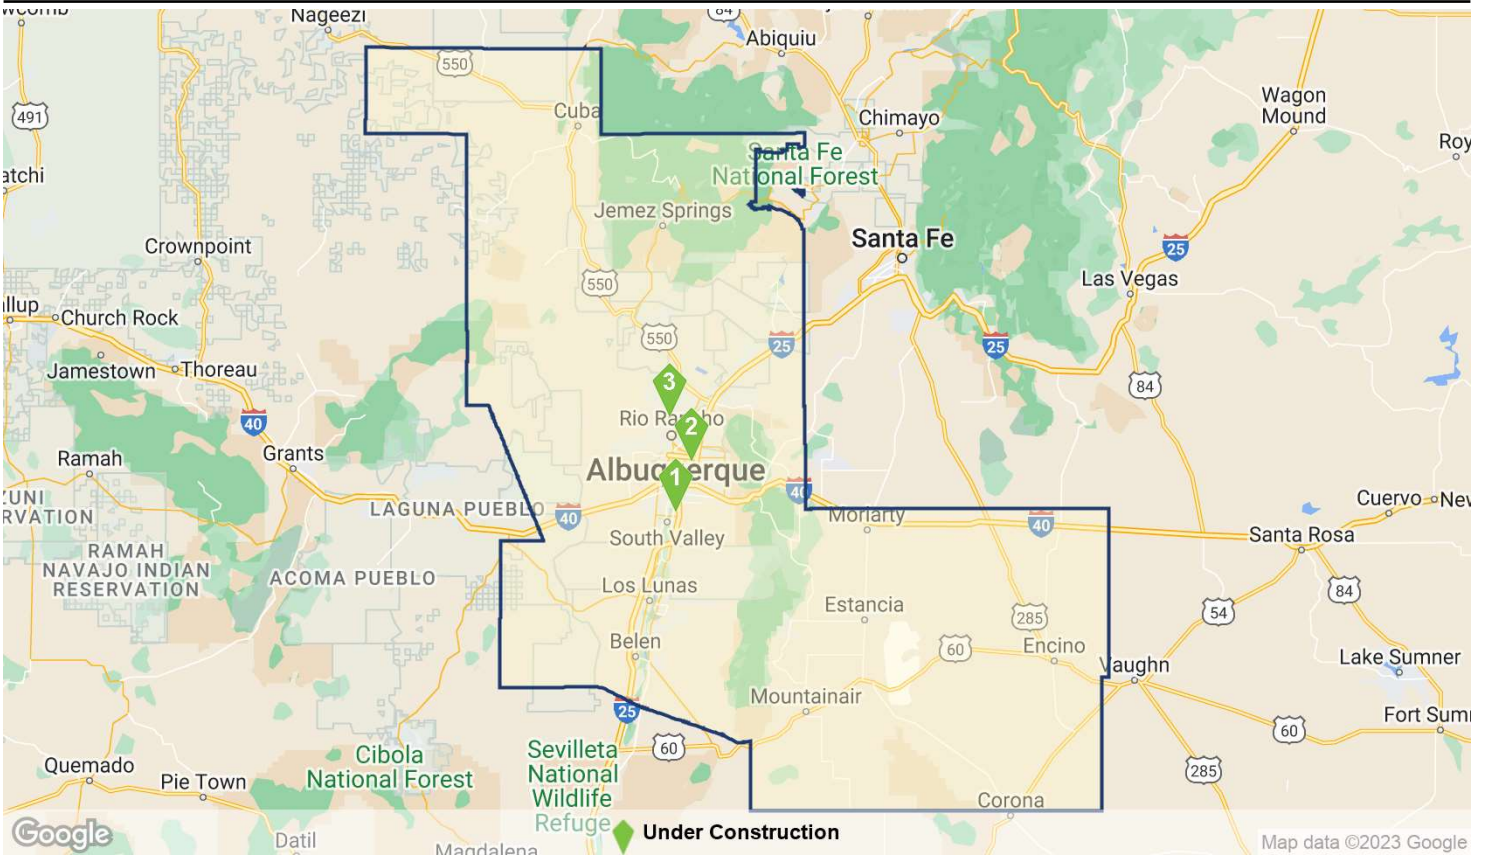 Nageezi
84
Abiquiu
550
491
Cuba
Chimayo
Wagon
Mound
Roy
atchi
Santa Fe
National Forest
Jemez Springs
Crownpoint
Santa Fe
25
Las Vegas
550
allup
Church Rock
550
25
25
Jamestown
Thoreau
84
3
40
Rio Rancho
2
Grants
Ramah
Albuquerque
1
40
ZUNI
RVATION
LAGUNA PUEBLO
40
Moriarty
40
Cuervo
New
Santa Rosa
South Valley
RAMAH
NAVAJO INDIAN
RESERVATION
ACOMA PUEBLO
Los Lunas
Estancia
285
54
84
Belen
60
Encino
Vaughn
Lake Sumner
Mountainair
25
Fort Sumn
60
60
Cibola
National Forest
Sevilleta
National
Wildlife
Refuge
Quemado
Pie Town
285
Corona
Google
Datil
Magdalena
Under Construction
Map data ©2023 Google